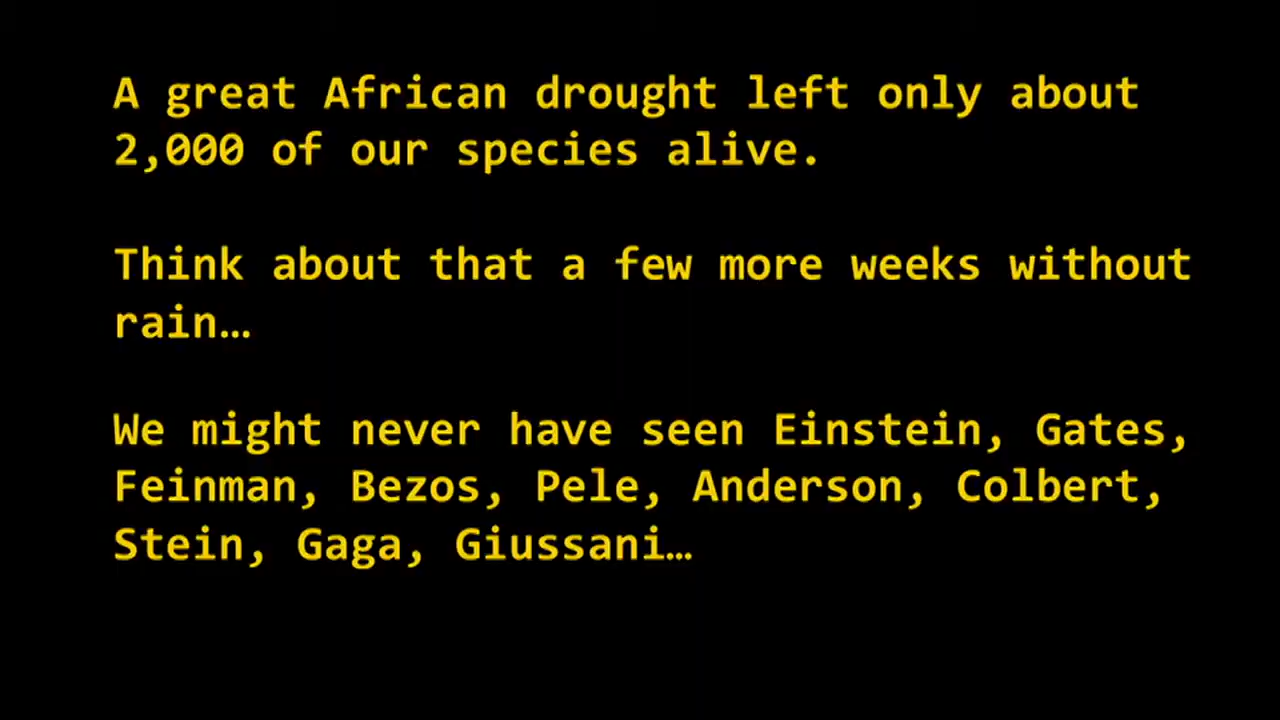 A great African drought left only about
2,000 of our species alive.
Think about that a few more weeks without
rain…
We might never have seen Einstein, Gates,
Feinman, Bezos, Pele, Anderson, Colbert,
Stein, Gaga, Giussani…